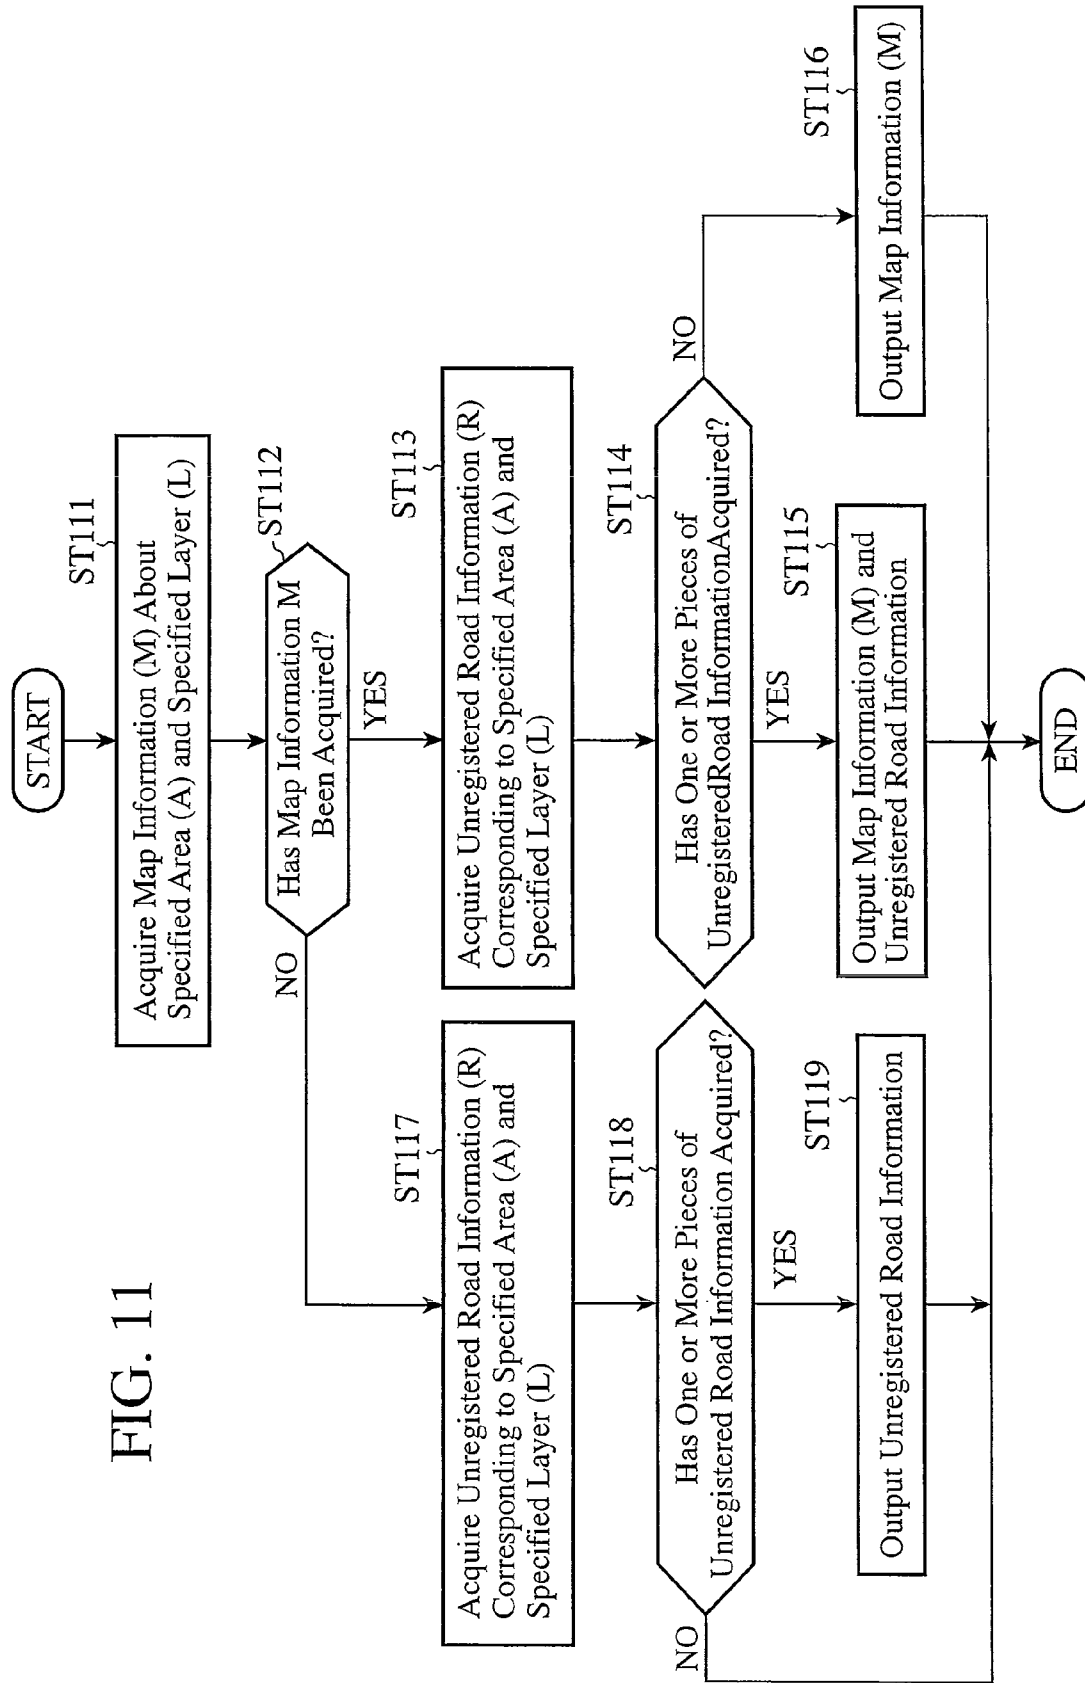 FIG. 11
START
ST111
Acquire Map Information (M) About
Specified Area (A) and Specified Layer (L)
ST112
Has Map Information M
Been Acquired?
NO
YES
ST117
Acquire Unregistered Road Information (R)
Corresponding to Specified Area (A) and
Specified Layer (L)
ST113
Acquire Unregistered Road Information (R)
Corresponding to Specified Area (A) and
Specified Layer (L)
ST118
Has One or More Pieces of
Unregistered Road Information Acquired?
NO
YES
ST114
Has One or More Pieces of
UnregisteredRoad InformationAcquired?
NO
YES
ST119
Output Unregistered Road Information
ST115
Output Map Information (M) and
Unregistered Road Information
ST116
Output Map Information (M)
END